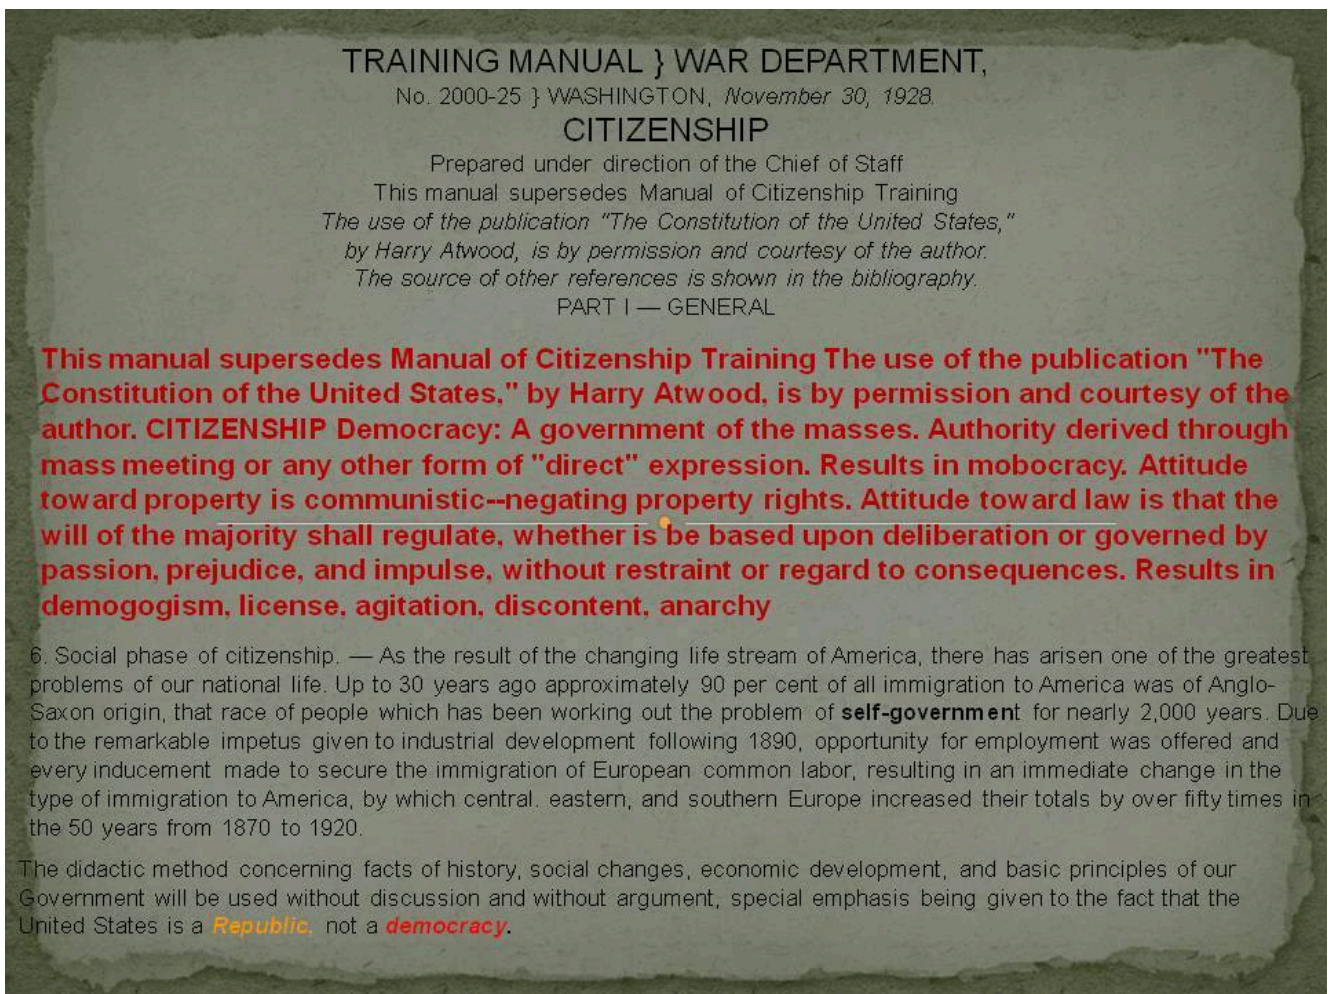 TRAINING MANUAL } WAR DEPARTMENT,
No. 2000-25 } WASHINGTON, November 30, 1928.
CITIZENSHIP
Prepared under direction of the Chief of Staff
This manual supersedes Manual of Citizenship Training
The use of the publication "The Constitution of the United States,"
by Harry Atwood, is by permission and courtesy of the author.
The source of other references is shown in the bibliography.
PART I — GENERAL
This manual supersedes Manual of Citizenship Training The use of the publication "The
Constitution of the United States," by Harry Atwood, is by permission and courtesy of the
author. CITIZENSHIP Democracy: A government of the masses. Authority derived through
mass meeting or any other form of "direct" expression. Results in mobocracy. Attitude
toward property is communistic--negating property rights. Attitude toward law is that the
will of the majority shall regulate, whether is be based upon deliberation or governed by
passion, prejudice, and impulse, without restraint or regard to consequences. Results in
demogogism, license, agitation, discontent, anarchy
6. Social phase of citizenship. — As the result of the changing life stream of America, there has arisen one of the greatest
problems of our national life. Up to 30 years ago approximately 90 per cent of all immigration to America was of Anglo-
Saxon origin, that race of people which has been working out the problem of self-government for nearly 2,000 years. Due
to the remarkable impetus given to industrial development following 1890, opportunity for employment was offered and
every inducement made to secure the immigration of European common labor, resulting in an immediate change in the
type of immigration to America, by which central. eastern, and southern Europe increased their totals by over fifty times in
the 50 years from 1870 to 1920.
The didactic method concerning facts of history, social changes, economic development, and basic principles of our
Government will be used without discussion and without argument, special emphasis being given to the fact that the
United States is a Republic, not a democracy.